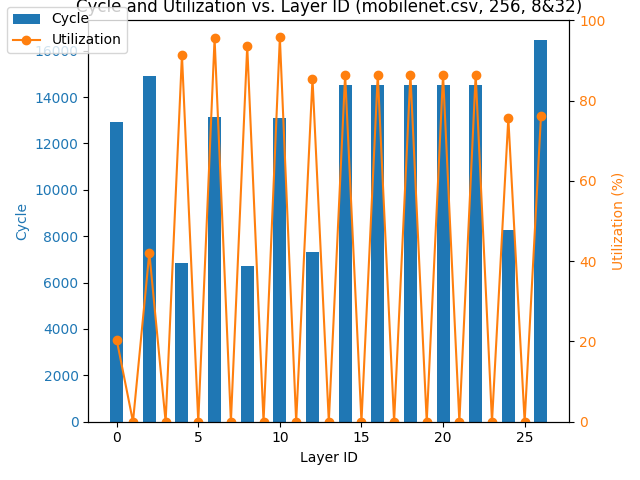 Cycle and Utilization vs. Layer ID (mobilenet.csv, 256, 8&32)
Cycle
Utilization
16000
14000
12000
10000
8000
6000
4000
2000
0
Cycle
100
80
60
40
20
0
Utilization (%)
0 5 10 15 20 25
Layer ID